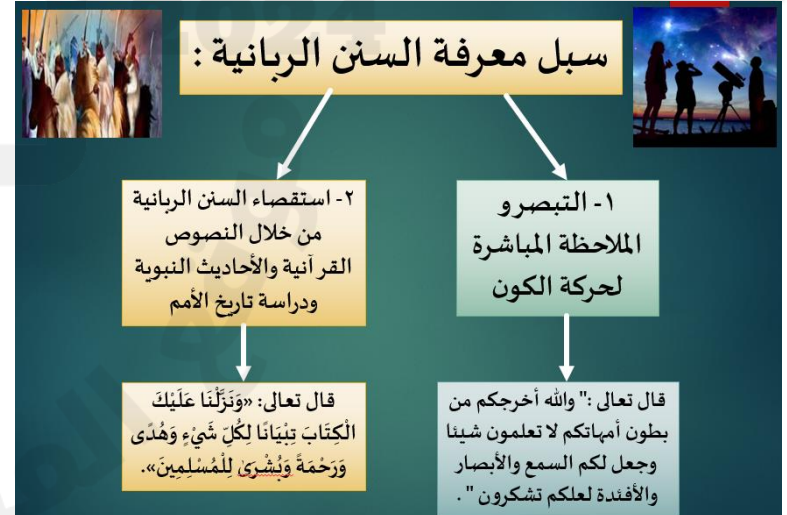 سبل معرفة السنن الربانية :
١- التبصرو
الملاحظة المباشرة
لحركة الكون
٢- استقصاء السنن الربانية
من خلال النصوص
القرآنية والأحاديث النبوية
ودراسة تاريخ الأمم
قال تعالى :" والله أخرجكم من
بطون أمهاتكم لا تعلمون شيئا
وجعل لكم السمع والأبصار
والأفئدة لعلكم تشكرون " .
قال تعالى: «وَنَزَّلْنَا عَلَيْكَ
الْكِتَابَ تِبْيَانًا لِكُلِّ شَيْءٍ وَهُدًى
وَرَحْمَةً وَبُشْرَىٰ لِلْمُسْلِمِينَ».
2024